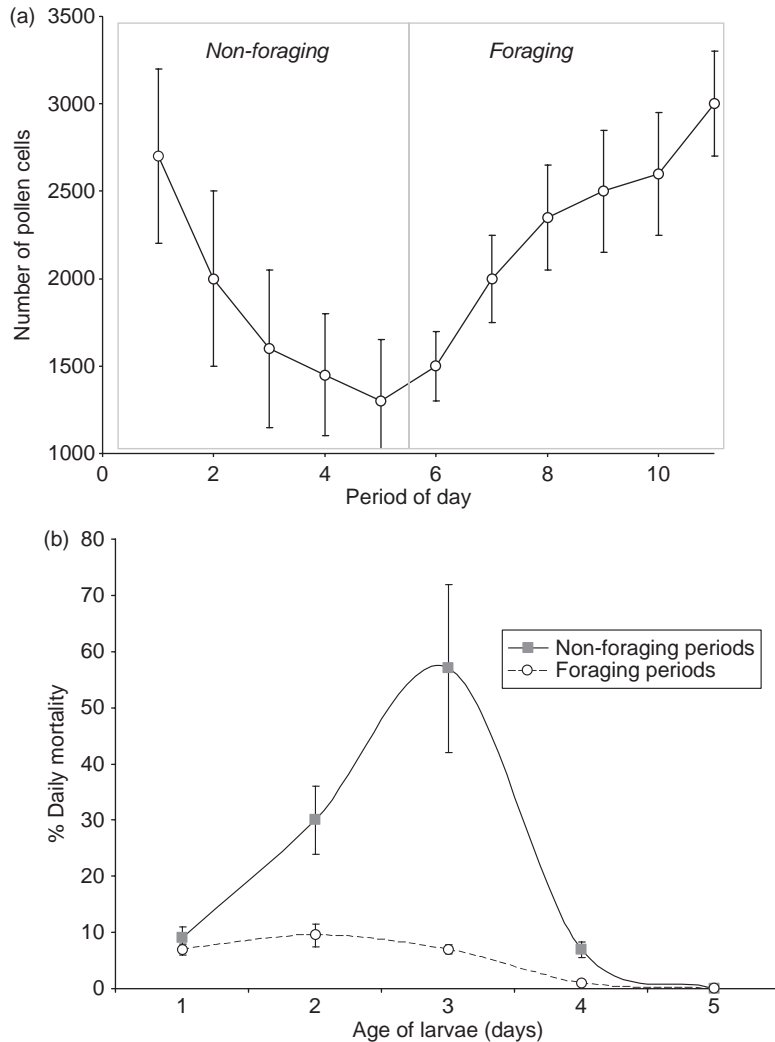 (a)
3500
3000
2500
2000
1500
1000
Number of pollen cells
Non-foraging Foraging
0 2 4 6 8 10
Period of day
(b)
80
70
60
50
40
30
20
10
0
% Daily mortality
Non-foraging periods
Foraging periods
1 2 3 4 5
Age of larvae (days)